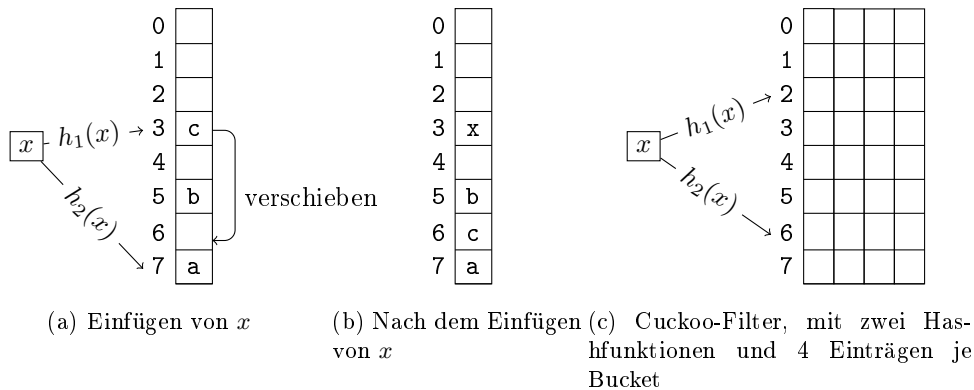 0
1
2
3 c
4
5 b
6
7 a
x
h₁(x)
h₂(x)
verschieben
(a) Einfügen von x
0
1
2
3 x
4
5 b
6 c
7 a
(b) Nach dem Einfügen
von x
0
1
2
3
4
5
6
7
x
h₁(x)
h₂(x)
(c) Cuckoo-Filter, mit zwei Has-
hfunktionen und 4 Einträgen je
Bucket